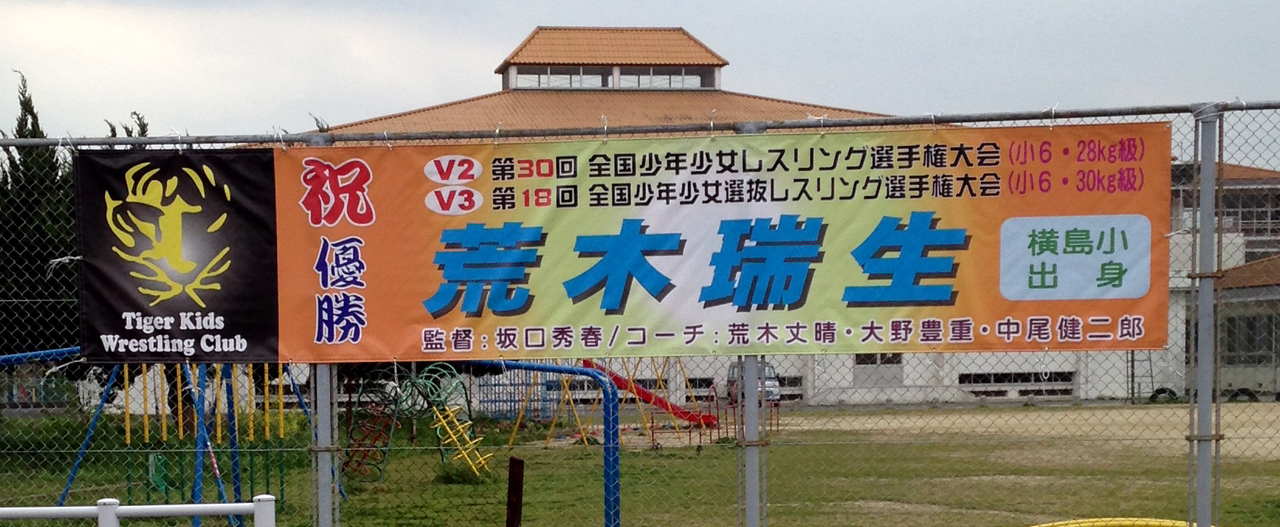 Tiger Kids
Wrestling Club
祝
優勝
V2 第30回 全国少年少女レスリング選手権大会(小6・28kg級)
V3 第18回 全国少年少女選抜レスリング選手権大会(小6・30kg級)
荒木瑞生
横島小
出身
監督:坂口秀春/コーチ:荒木丈晴・大野豊重・中尾健二郎